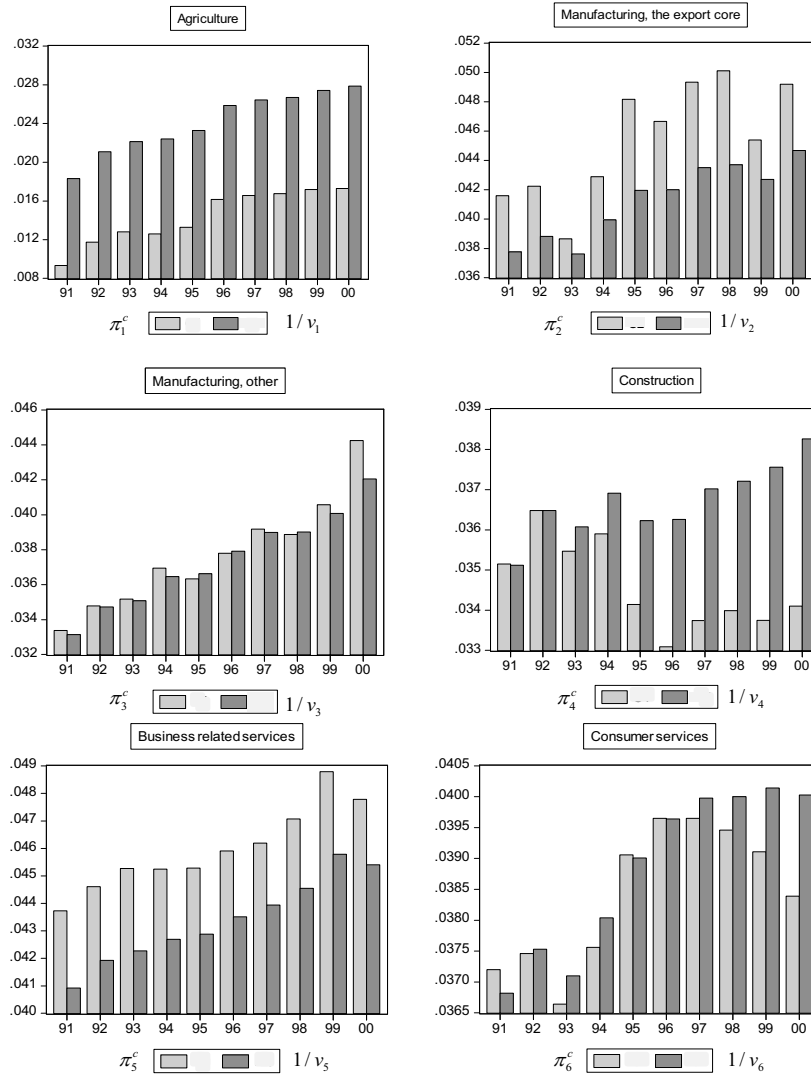 Agriculture
.032
.028
.024
.020
.016
.012
.008
91 92 93 94 95 96 97 98 99 00
π₁ᶜ 1/v₁
Manufacturing, the export core
.052
.050
.048
.046
.044
.042
.040
.038
.036
91 92 93 94 95 96 97 98 99 00
π₂ᶜ 1/v₂
Manufacturing, other
.046
.044
.042
.040
.038
.036
.034
.032
91 92 93 94 95 96 97 98 99 00
π₃ᶜ 1/v₃
Construction
.039
.038
.037
.036
.035
.034
.033
91 92 93 94 95 96 97 98 99 00
π₄ᶜ 1/v₄
Business related services
.049
.048
.047
.046
.045
.044
.043
.042
.041
.040
91 92 93 94 95 96 97 98 99 00
π₅ᶜ 1/v₅
Consumer services
.0405
.0400
.0395
.0390
.0385
.0380
.0375
.0370
.0365
91 92 93 94 95 96 97 98 99 00
π₆ᶜ 1/v₆